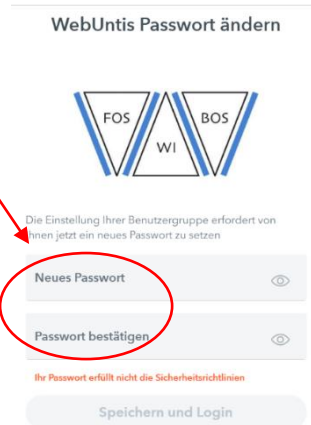 WebUntis Passwort ändern
FOS
WI
BOS
Die Einstellung Ihrer Benutzergruppe erfordert von
Ihnen jetzt ein neues Passwort zu setzen
Neues Passwort
Passwort bestätigen
Ihr Passwort erfüllt nicht die Sicherheitsrichtlinien
Speichern und Login